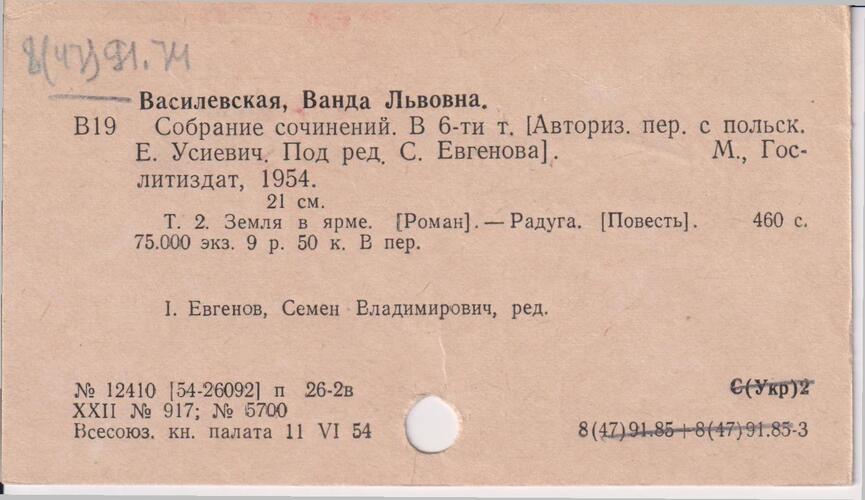 8(47)91.74
Василевская, Ванда Львовна.
В19 Собрание сочинений. В 6-ти т. [Авториз. пер. с польск.
Е. Усиевич. Под ред. С. Евгенова]. М., Гос-
литиздат, 1954.
21 см.
Т. 2. Земля в ярме. [Роман]. — Радуга. [Повесть]. 460 с.
75.000 экз. 9 р. 50 к. В пер.
I. Евгенов, Семен Владимирович, ред.
№ 12410 [54-26092] п 26-2в С(Укр)2
XXII № 917; № 5700
Всесоюз. кн. палата 11 VI 54 8(47)91.85+8(47)91.85-3